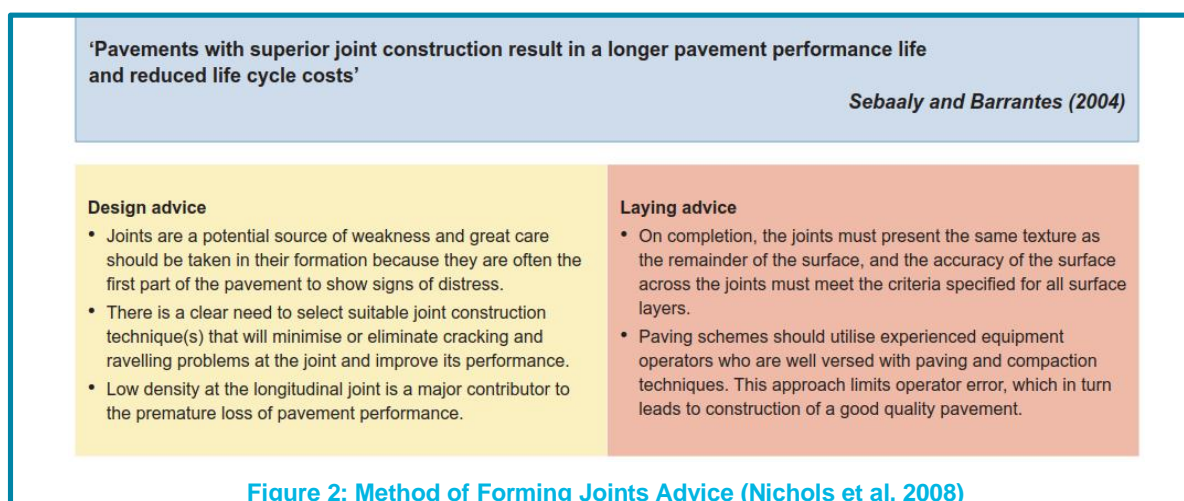 ‘Pavements with superior joint construction result in a longer pavement performance life
and reduced life cycle costs’
Sebaaly and Barrantes (2004)
Design advice
• Joints are a potential source of weakness and great care
should be taken in their formation because they are often the
first part of the pavement to show signs of distress.
• There is a clear need to select suitable joint construction
technique(s) that will minimise or eliminate cracking and
ravelling problems at the joint and improve its performance.
• Low density at the longitudinal joint is a major contributor to
the premature loss of pavement performance.
Laying advice
• On completion, the joints must present the same texture as
the remainder of the surface, and the accuracy of the surface
across the joints must meet the criteria specified for all surface
layers.
• Paving schemes should utilise experienced equipment
operators who are well versed with paving and compaction
techniques. This approach limits operator error, which in turn
leads to construction of a good quality pavement.
Figure 2: Method of Forming Joints Advice (Nichols et al. 2008)